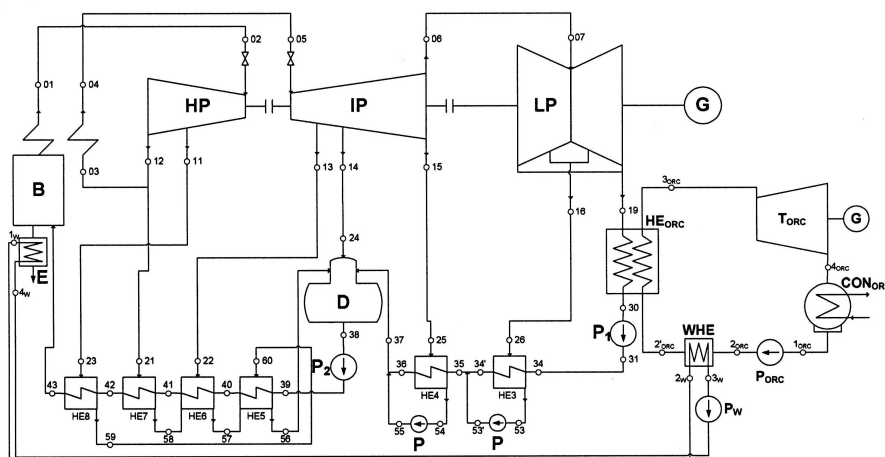 02
05
06
07
01
04
HP
IP
LP
G
12
11
13
14
15
03
3ORC
16
19
HEORC
TORC
G
B
1W
E
4W
24
D
4ORC
CONOR
30
P1
31
WHE
2'ORC
2ORC
1ORC
PORC
2W
3W
PW
38
37
P2
25
26
23
21
22
60
43
42
41
40
39
36
35
34'
34
HE8
HE7
HE6
HE5
HE4
HE3
59
58
57
56
55
54
53'
53
P
P